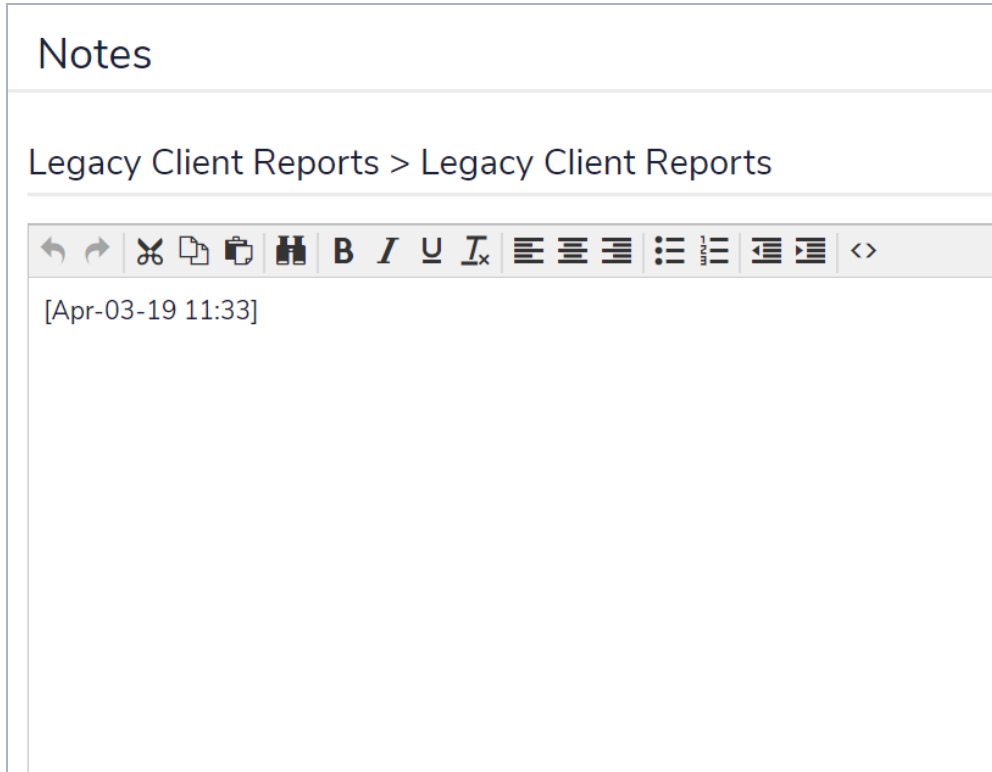 Notes
Legacy Client Reports > Legacy Client Reports
[Apr-03-19 11:33]